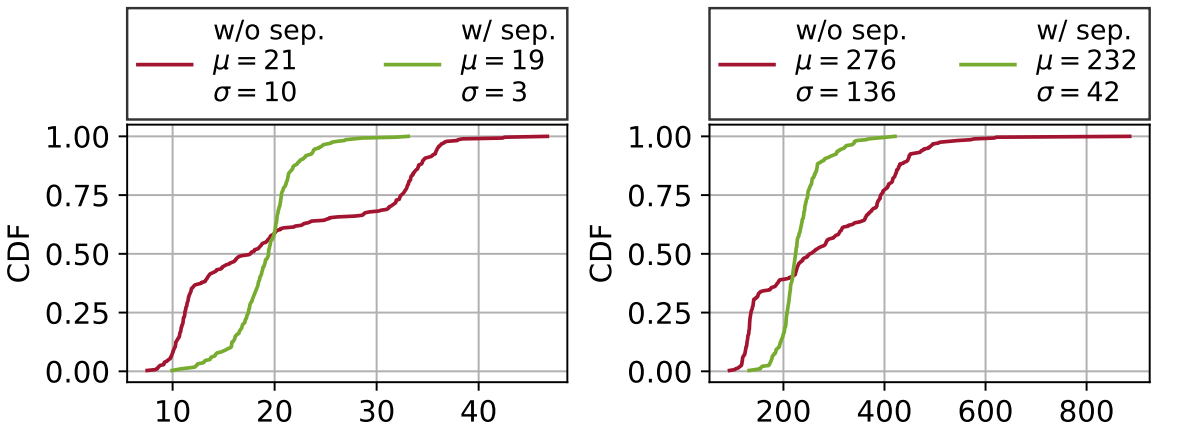 w/o sep.
μ = 21
σ = 10
w/ sep.
μ = 19
σ = 3
1.00
0.75
0.50
0.25
0.00
CDF
10 20 30 40
w/o sep.
μ = 276
σ = 136
w/ sep.
μ = 232
σ = 42
1.00
0.75
0.50
0.25
0.00
CDF
200 400 600 800